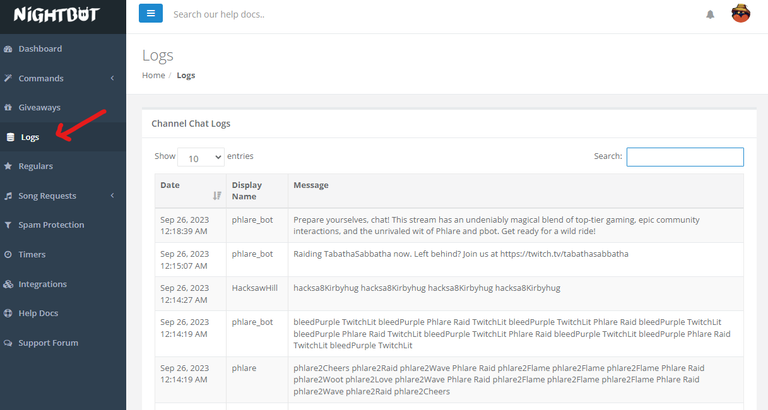 NiGHTBOT
Search our help docs..
Dashboard
Commands
Giveaways
Logs
Regulars
Song Requests
Spam Protection
Timers
Integrations
Help Docs
Support Forum
Logs
Home / Logs
Channel Chat Logs
Show 10 entries
Search:
Date Display Message
Name
Sep 26, 2023 phlare_bot Prepare yourselves, chat! This stream has an undeniably magical blend of top-tier gaming, epic community
12:18:39 AM interactions, and the unrivaled wit of Phlare and pbot. Get ready for a wild ride!
Sep 26, 2023 phlare_bot Raiding TabathaSabbatha now. Left behind? Join us at https://twitch.tv/tabathasabbatha
12:15:07 AM
Sep 26, 2023 HacksawHill hacksa8Kirbyhug hacksa8Kirbyhug hacksa8Kirbyhug hacksa8Kirbyhug
12:14:27 AM
Sep 26, 2023 phlare_bot bleedPurple TwitchLit bleedPurple Phlare Raid TwitchLit bleedPurple TwitchLit Phlare Raid bleedPurple TwitchLit
12:14:19 AM bleedPurple Phlare Raid TwitchLit bleedPurple TwitchLit Phlare Raid bleedPurple TwitchLit bleedPurple Phlare Raid
TwitchLit bleedPurple TwitchLit
Sep 26, 2023 phlare phlare2Cheers phlare2Raid phlare2Wave Phlare Raid phlare2Flame phlare2Flame phlare2Flame Phlare Raid
12:14:19 AM phlare2Woot phlare2Love phlare2Wave Phlare Raid phlare2Flame phlare2Flame phlare2Flame Phlare Raid
phlare2Wave phlare2Raid phlare2Cheers